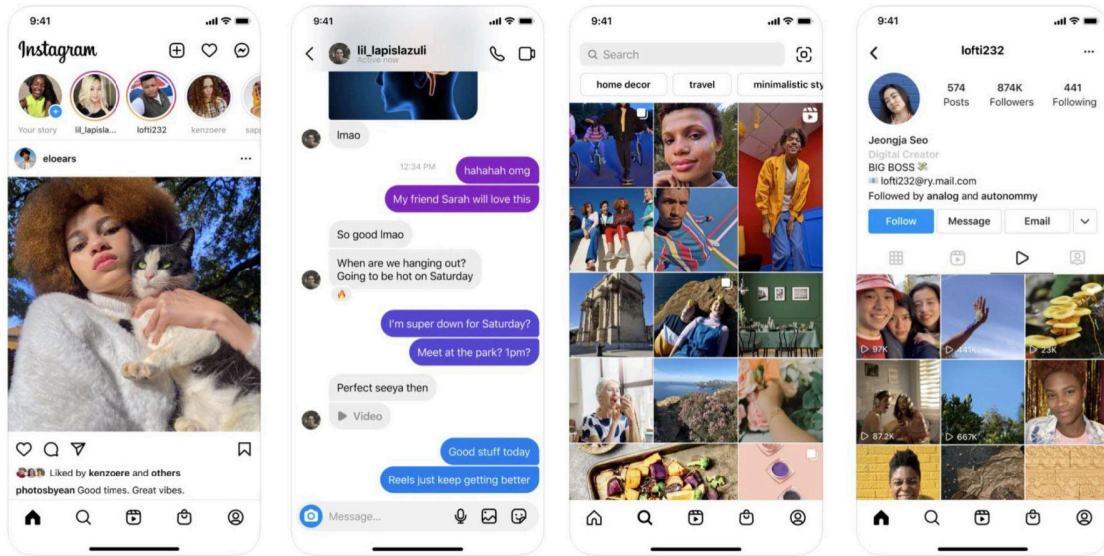 9:41
Instagram
Your story
lil_lapisla...
lofti232
kenzoere
sapp
eloears
Liked by kenzoere and others
photosbyean Good times. Great vibes.
9:41
lil_lapislazuli
Active now
lmao
12:34 PM
hahahah omg
My friend Sarah will love this
So good lmao
When are we hanging out?
Going to be hot on Saturday
I'm super down for Saturday?
Meet at the park? 1pm?
Perfect seeya then
Video
Good stuff today
Reels just keep getting better
Message...
9:41
Search
home decor
travel
minimalistic sty
9:41
lofti232
574
Posts
874K
Followers
441
Following
Jeongja Seo
Digital Creator
BIG BOSS
lofti232@ry.mail.com
Followed by analog and autonommy
Follow
Message
Email
97K
441K
23K
87.2K
667K